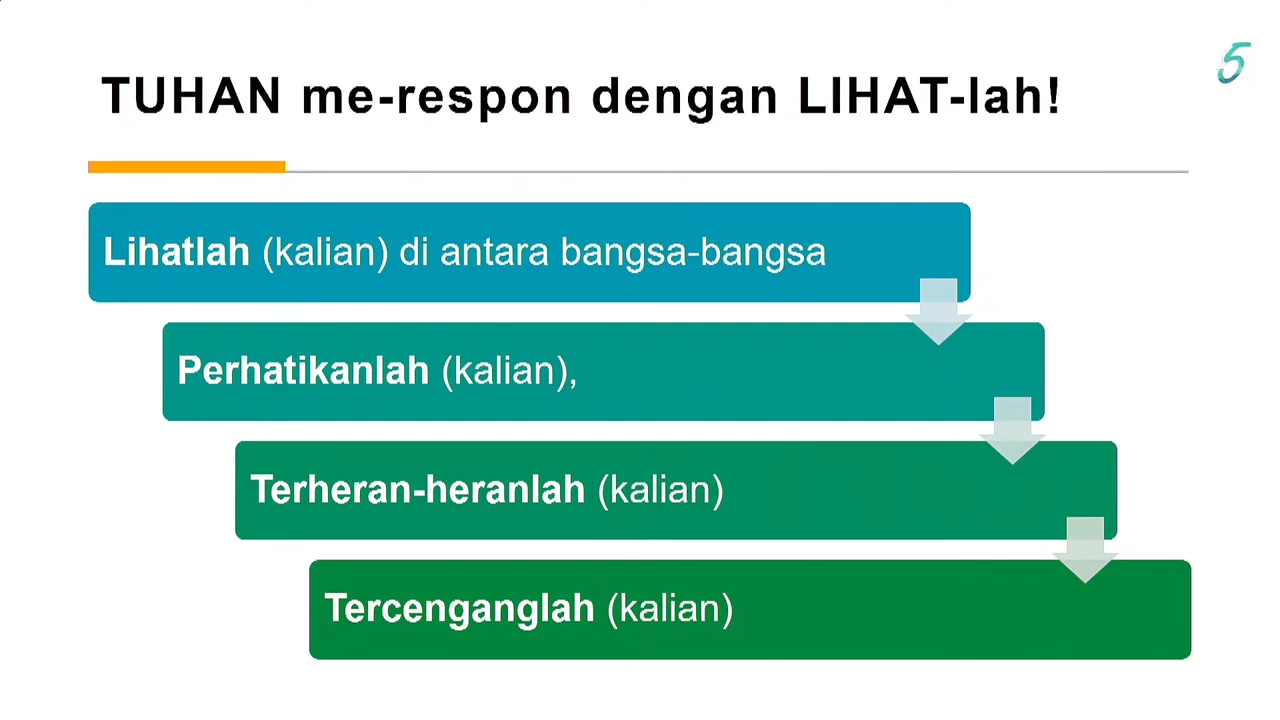 TUHAN me-respon dengan LIHAT-lah!
5
Lihatlah (kalian) di antara bangsa-bangsa
Perhatikanlah (kalian),
Terheran-heranlah (kalian)
Tercenganglah (kalian)